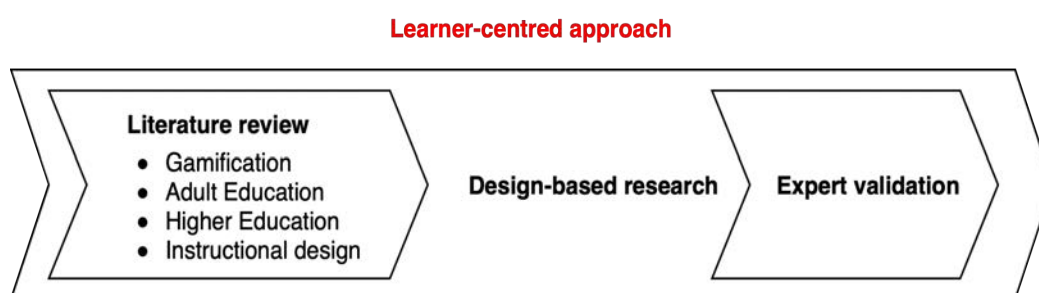 Learner-centred approach
Literature review
• Gamification
• Adult Education
• Higher Education
• Instructional design
Design-based research
Expert validation